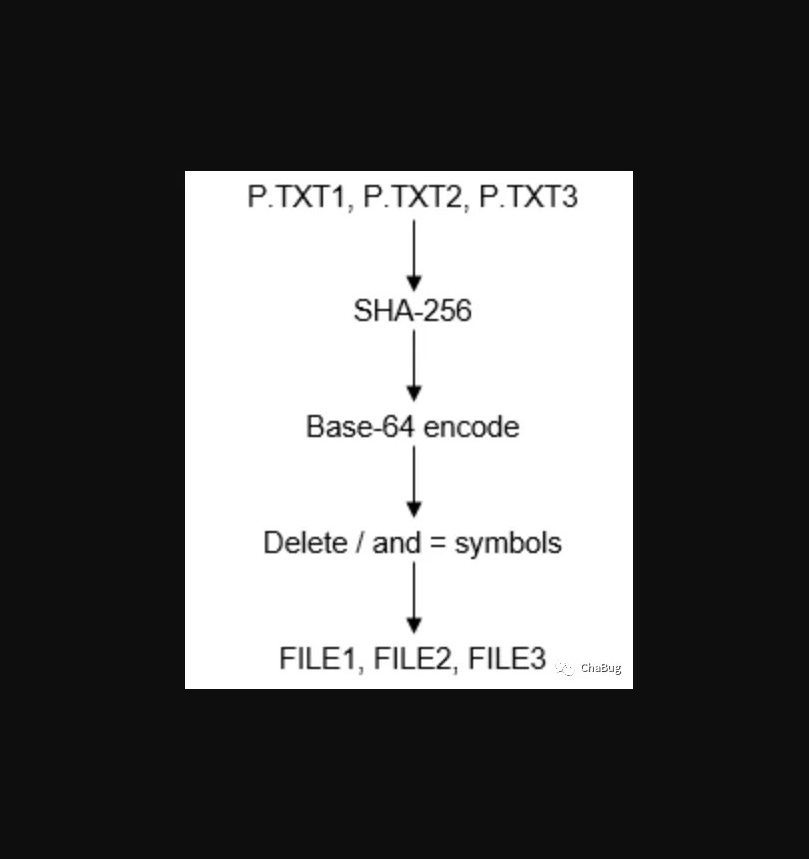 P.TXT1, P.TXT2, P.TXT3
SHA-256
Base-64 encode
Delete / and = symbols
FILE1, FILE2, FILE3
ChaBug